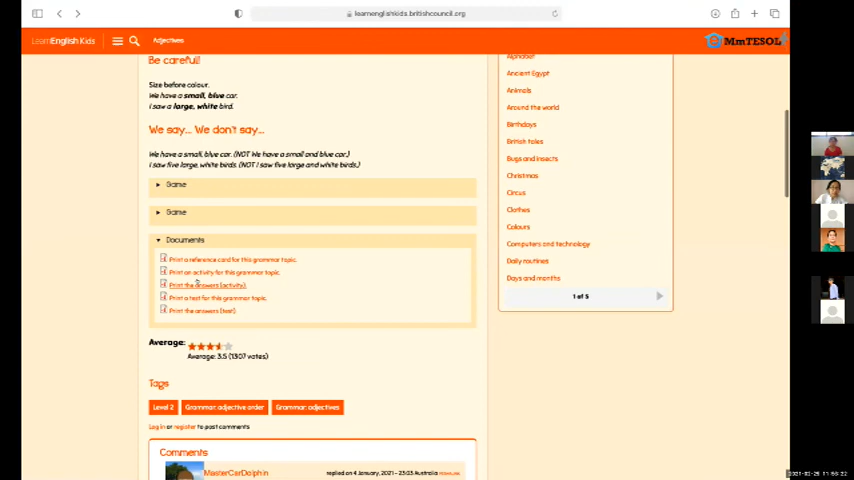 learnenglishkids.britishcouncil.org
LearnEnglish Kids
Adjectives
MmTESOL
Be careful!
Size before colour.
We have a small, blue car.
I saw a large, white bird.
We say... We don't say...
We have a small, blue car. (NOT We have a small and blue car.)
I saw five large, white birds. (NOT I saw five large and white birds.)
Game
Game
Documents
Print a reference card for this grammar topic.
Print an activity for this grammar topic.
Print the answers (activity).
Print a test for this grammar topic.
Print the answers (test)
Average:
Average: 3.5 (1307 votes)
Tags
Level 2
Grammar: adjective order
Grammar: adjectives
Log in or register to post comments
Comments
MasterCarDolphin
replied on 4 January, 2021 - 23:03 Australia
Alphabet
Ancient Egypt
Animals
Around the world
Birthdays
British tales
Bugs and insects
Christmas
Circus
Clothes
Colours
Computers and technology
Daily routines
Days and months
1 of 5